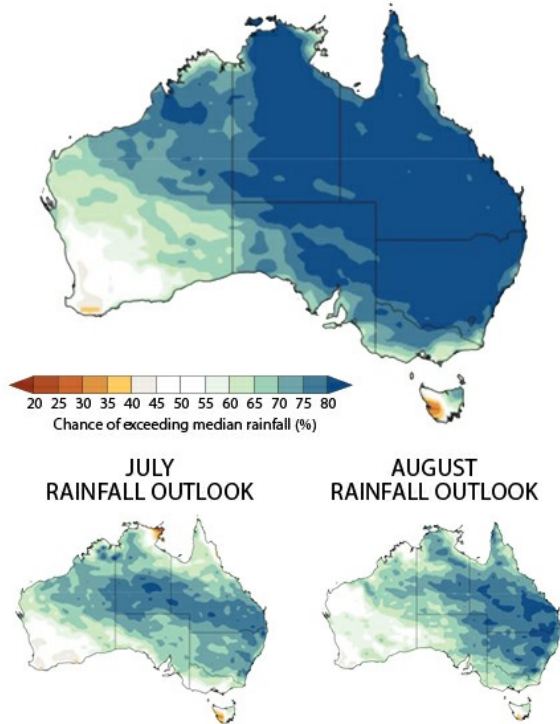 20 25 30 35 40 45 50 55 60 65 70 75 80
Chance of exceeding median rainfall (%)
JULY
RAINFALL OUTLOOK
AUGUST
RAINFALL OUTLOOK